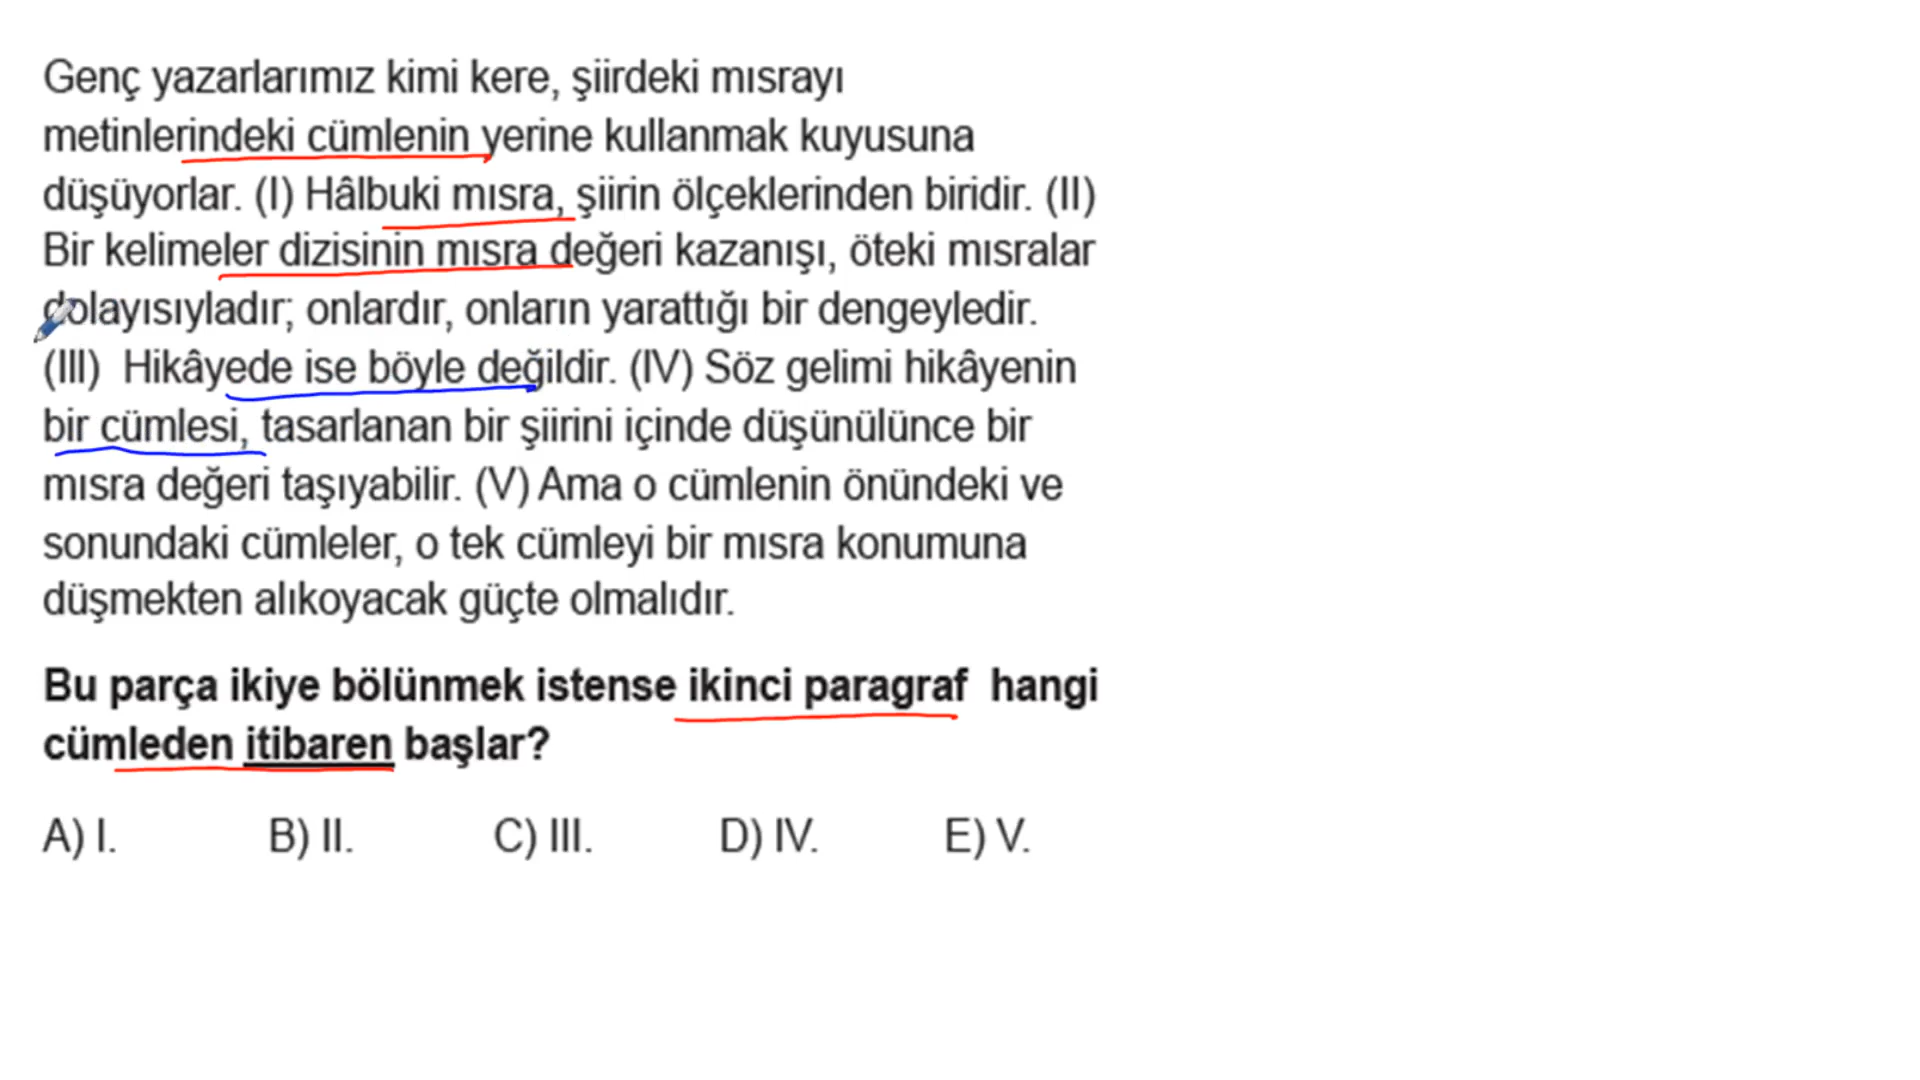 Genç yazarlarımız kimi kere, şiirdeki mısrayı
metinlerindeki cümlenin yerine kullanmak kuyusuna
düşüyorlar. (I) Hâlbuki mısra, şiirin ölçeklerinden biridir. (II)
Bir kelimeler dizisinin mısra değeri kazanışı, öteki mısralar
dolayısıyladır; onlardır, onların yarattığı bir dengeyledir.
(III) Hikâyede ise böyle değildir. (IV) Söz gelimi hikâyenin
bir cümlesi, tasarlanan bir şiirini içinde düşünülünce bir
mısra değeri taşıyabilir. (V) Ama o cümlenin önündeki ve
sonundaki cümleler, o tek cümleyi bir mısra konumuna
düşmekten alıkoyacak güçte olmalıdır.
Bu parça ikiye bölünmek istense ikinci paragraf hangi
cümleden itibaren başlar?
A) I. B) II. C) III. D) IV. E) V.